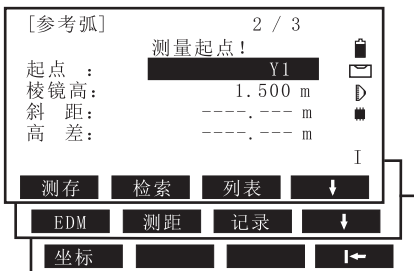 [参考弧] 2 / 3
测量起点!
起点 : Y1
棱镜高: 1.500 m
斜 距: ----.--- m
高 差: ----.--- m
I
测存 检索 列表 ↓
EDM 测距 记录 ↓
坐标 |←